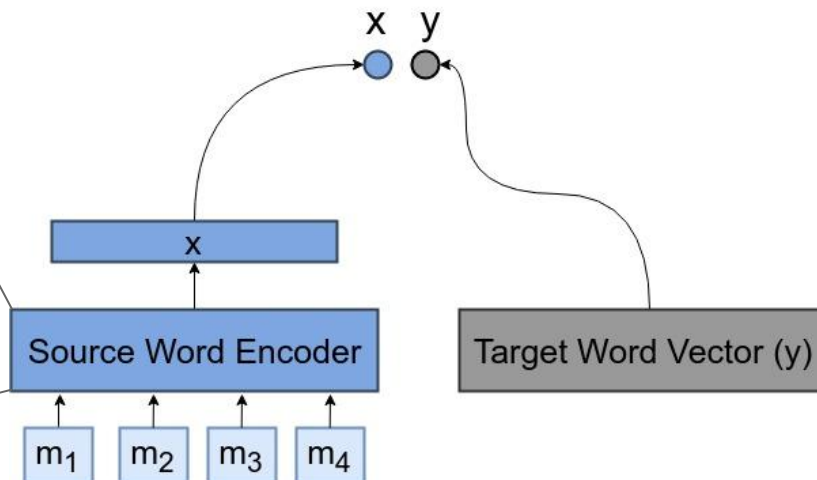 x y
x
Source Word Encoder
Target Word Vector (y)
m₁ m₂ m₃ m₄